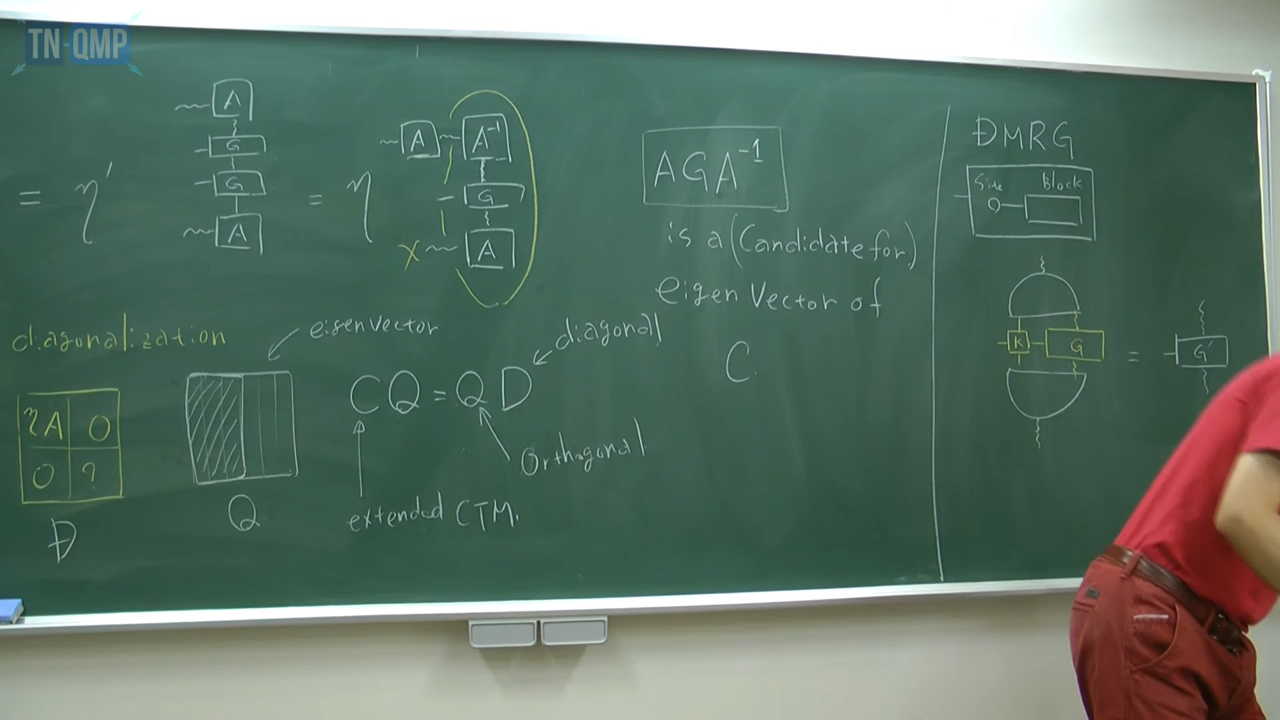 TN-QMP
A
G
G
A
= η'
= η
A A⁻¹
G
x A
AGA⁻¹
is a (Candidate for)
eigen Vector of
C
diagonalization
ηA 0
0 ?
D
eigenvector
Q
CQ = QD
diagonal
Orthogonal
extended CTM.
DMRG
Site Block
K G = G'